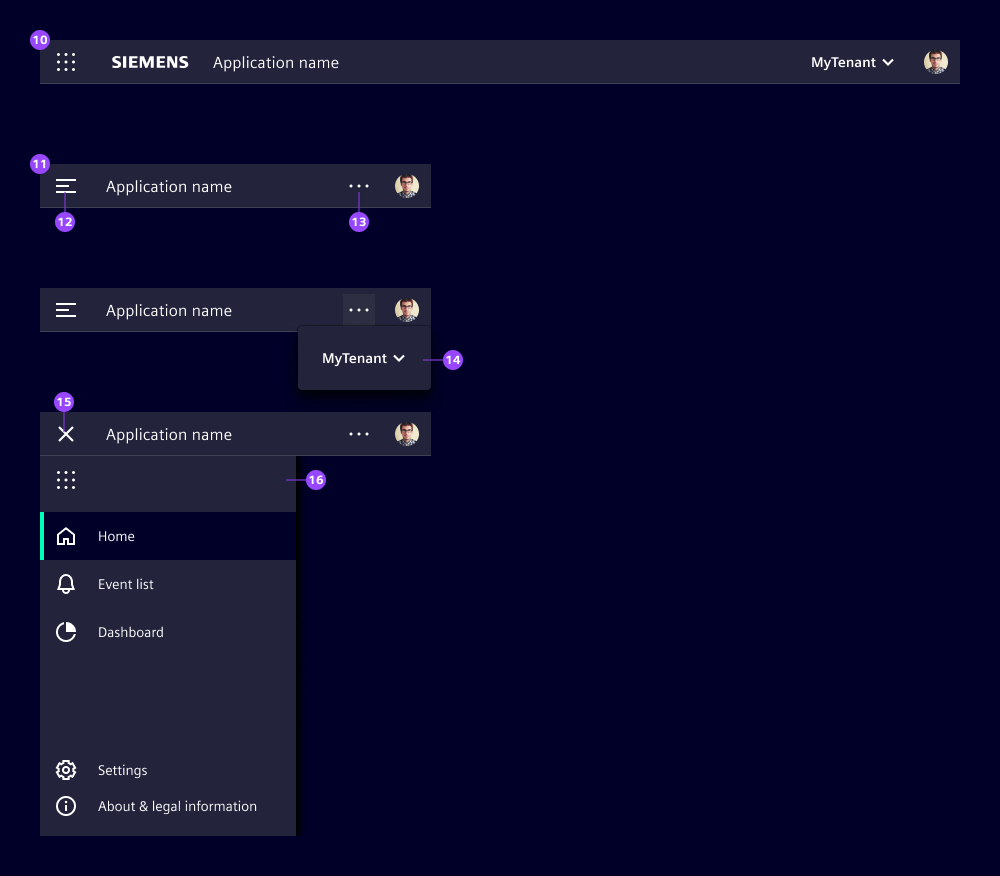 10
SIEMENS Application name MyTenant
11
Application name
12 13
Application name
MyTenant
14
15
Application name
16
Home
Event list
Dashboard
Settings
About & legal information